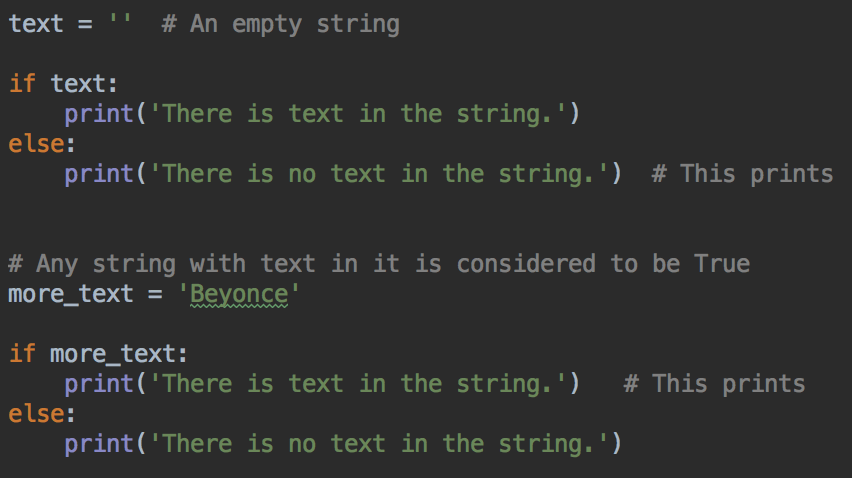 text = ''  # An empty string
if text:
    print('There is text in the string.')
else:
    print('There is no text in the string.')  # This prints
# Any string with text in it is considered to be True
more_text = 'Beyonce'
if more_text:
    print('There is text in the string.')   # This prints
else:
    print('There is no text in the string.')